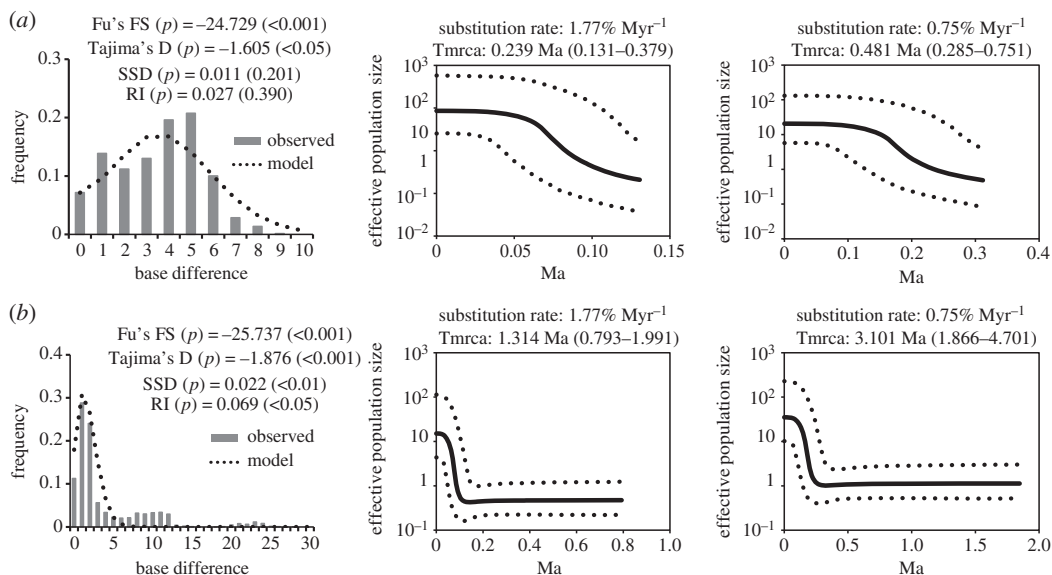 (a)
Fu's FS (p) = –24.729 (<0.001)
Tajima's D (p) = –1.605 (<0.05)
SSD (p) = 0.011 (0.201)
RI (p) = 0.027 (0.390)
observed
model
frequency
0.3
0.2
0.1
0
0 1 2 3 4 5 6 7 8 9 10
base difference
substitution rate: 1.77% Myr–1
Tmrca: 0.239 Ma (0.131–0.379)
effective population size
10³
10²
10
1
10–1
10–2
0 0.05 0.10 0.15
Ma
substitution rate: 0.75% Myr–1
Tmrca: 0.481 Ma (0.285–0.751)
effective population size
10³
10²
10
1
10–1
10–2
0 0.1 0.2 0.3 0.4
Ma
(b)
Fu's FS (p) = –25.737 (<0.001)
Tajima's D (p) = –1.876 (<0.001)
SSD (p) = 0.022 (<0.01)
RI (p) = 0.069 (<0.05)
observed
model
frequency
0.4
0.3
0.2
0.1
0
0 5 10 15 20 25 30
base difference
substitution rate: 1.77% Myr–1
Tmrca: 1.314 Ma (0.793–1.991)
effective population size
10³
10²
10
1
10–1
0 0.2 0.4 0.6 0.8 1.0
Ma
substitution rate: 0.75% Myr–1
Tmrca: 3.101 Ma (1.866–4.701)
effective population size
10³
10²
10
1
10–1
0 0.5 1.0 1.5 2.0
Ma